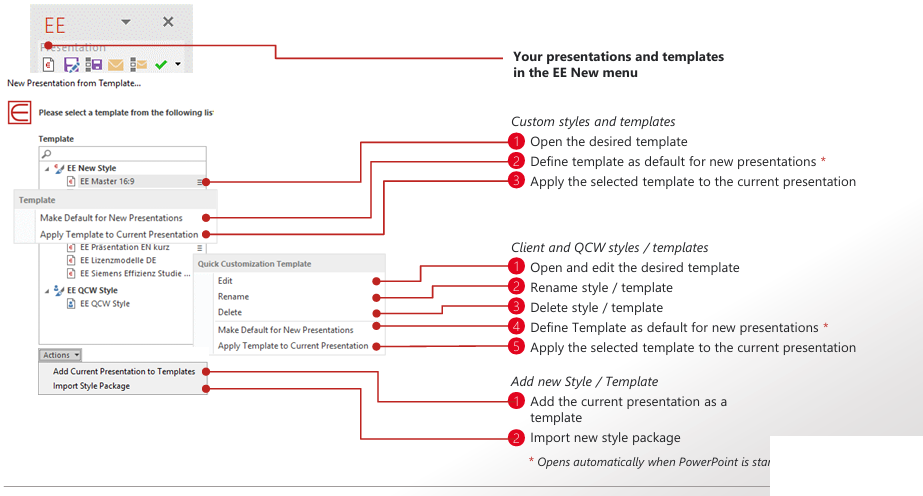 EE
Presentation
Your presentations and templates
in the EE New menu
New Presentation from Template...
Please select a template from the following
Template
EE New Style
EE Master 16:9
Template
Make Default for New Presentations
Apply Template to Current Presentation
EE Präsentation EN kurz
EE Lizenzmodelle DE
EE Siemens Effizienz Studie ...
EE QCW Style
EE QCW Style
Quick Customization Template
Edit
Rename
Delete
Make Default for New Presentations
Apply Template to Current Presentation
Actions
Add Current Presentation to Templates
Import Style Package
Custom styles and templates
1 Open the desired template
2 Define template as default for new presentations *
3 Apply the selected template to the current presentation
Client and QCW styles / templates
1 Open and edit the desired template
2 Rename style / template
3 Delete style / template
4 Define Template as default for new presentations *
5 Apply the selected template to the current presentation
Add new Style / Template
1 Add the current presentation as a
template
2 Import new style package
* Opens automatically when PowerPoint is